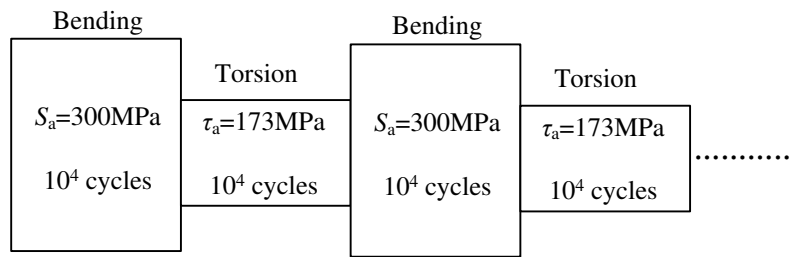 Bending
Sa=300MPa
10⁴ cycles
Torsion
τa=173MPa
10⁴ cycles
Bending
Sa=300MPa
10⁴ cycles
Torsion
τa=173MPa
10⁴ cycles
...........